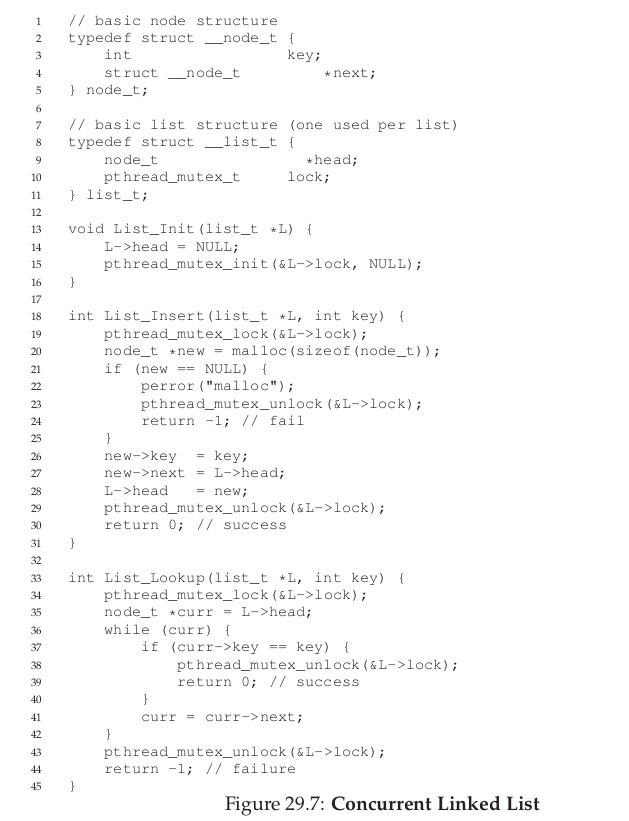 1 // basic node structure
2 typedef struct __node_t {
3 int key;
4 struct __node_t *next;
5 } node_t;
6
7 // basic list structure (one used per list)
8 typedef struct __list_t {
9 node_t *head;
10 pthread_mutex_t lock;
11 } list_t;
12
13 void List_Init(list_t *L) {
14 L->head = NULL;
15 pthread_mutex_init(&L->lock, NULL);
16 }
17
18 int List_Insert(list_t *L, int key) {
19 pthread_mutex_lock(&L->lock);
20 node_t *new = malloc(sizeof(node_t));
21 if (new == NULL) {
22 perror("malloc");
23 pthread_mutex_unlock(&L->lock);
24 return -1; // fail
25 }
26 new->key = key;
27 new->next = L->head;
28 L->head = new;
29 pthread_mutex_unlock(&L->lock);
30 return 0; // success
31 }
32
33 int List_Lookup(list_t *L, int key) {
34 pthread_mutex_lock(&L->lock);
35 node_t *curr = L->head;
36 while (curr) {
37 if (curr->key == key) {
38 pthread_mutex_unlock(&L->lock);
39 return 0; // success
40 }
41 curr = curr->next;
42 }
43 pthread_mutex_unlock(&L->lock);
44 return -1; // failure
45 }
Figure 29.7: Concurrent Linked List